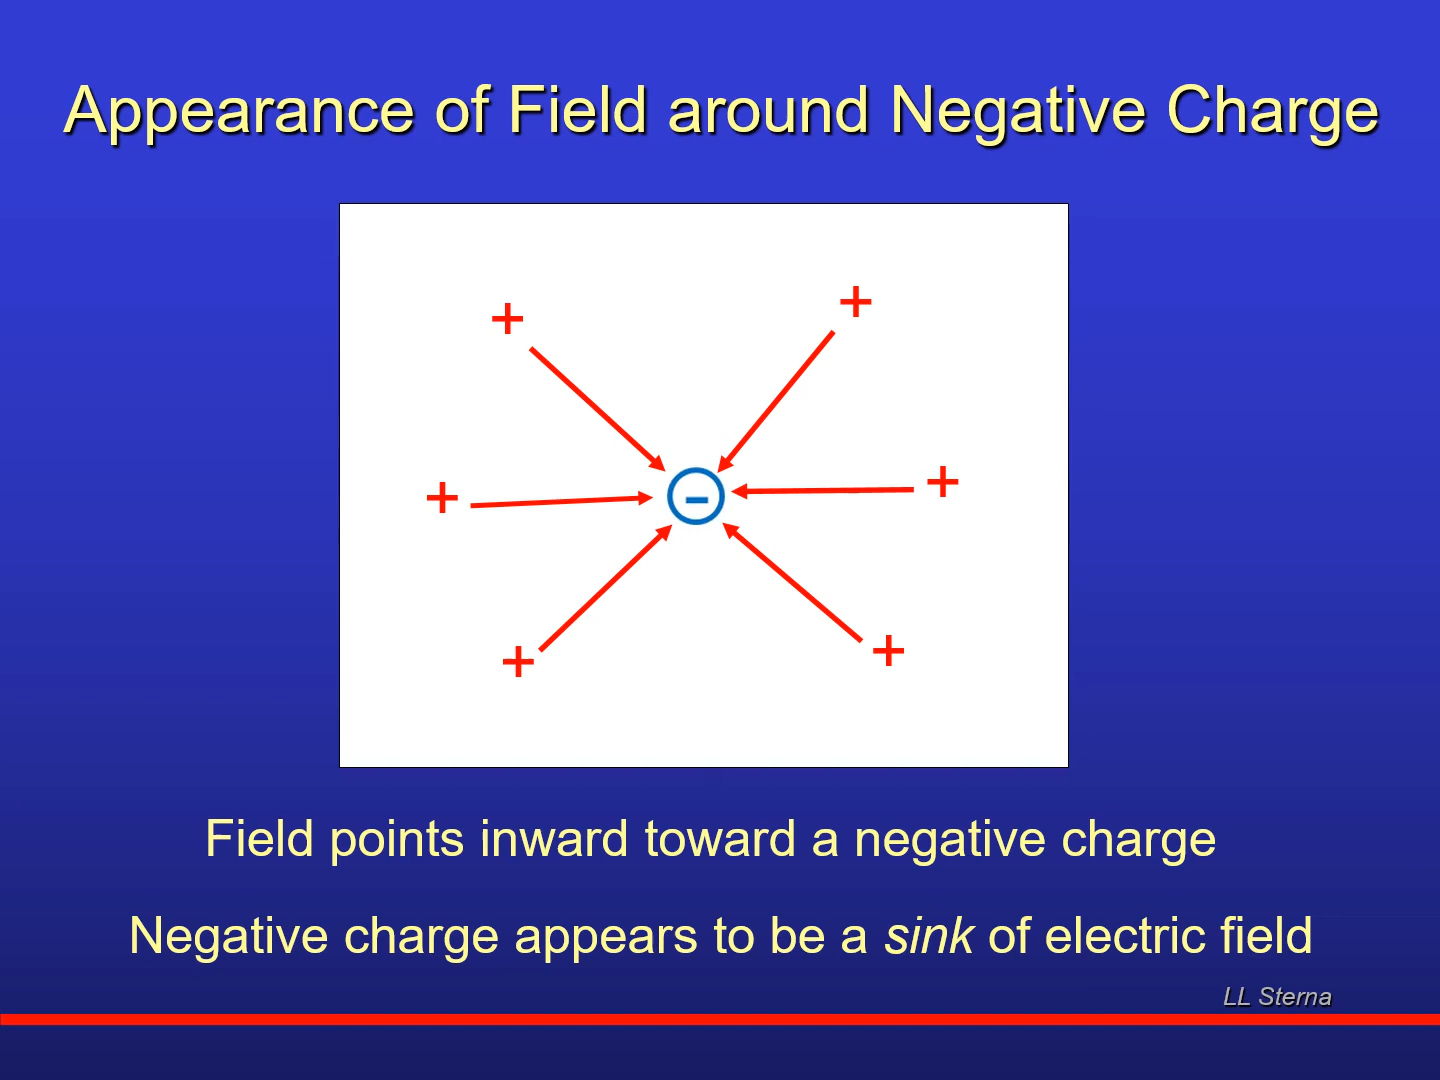 Appearance of Field around Negative Charge
+ +
+ - +
+ +
Field points inward toward a negative charge
Negative charge appears to be a sink of electric field
LL Sterna